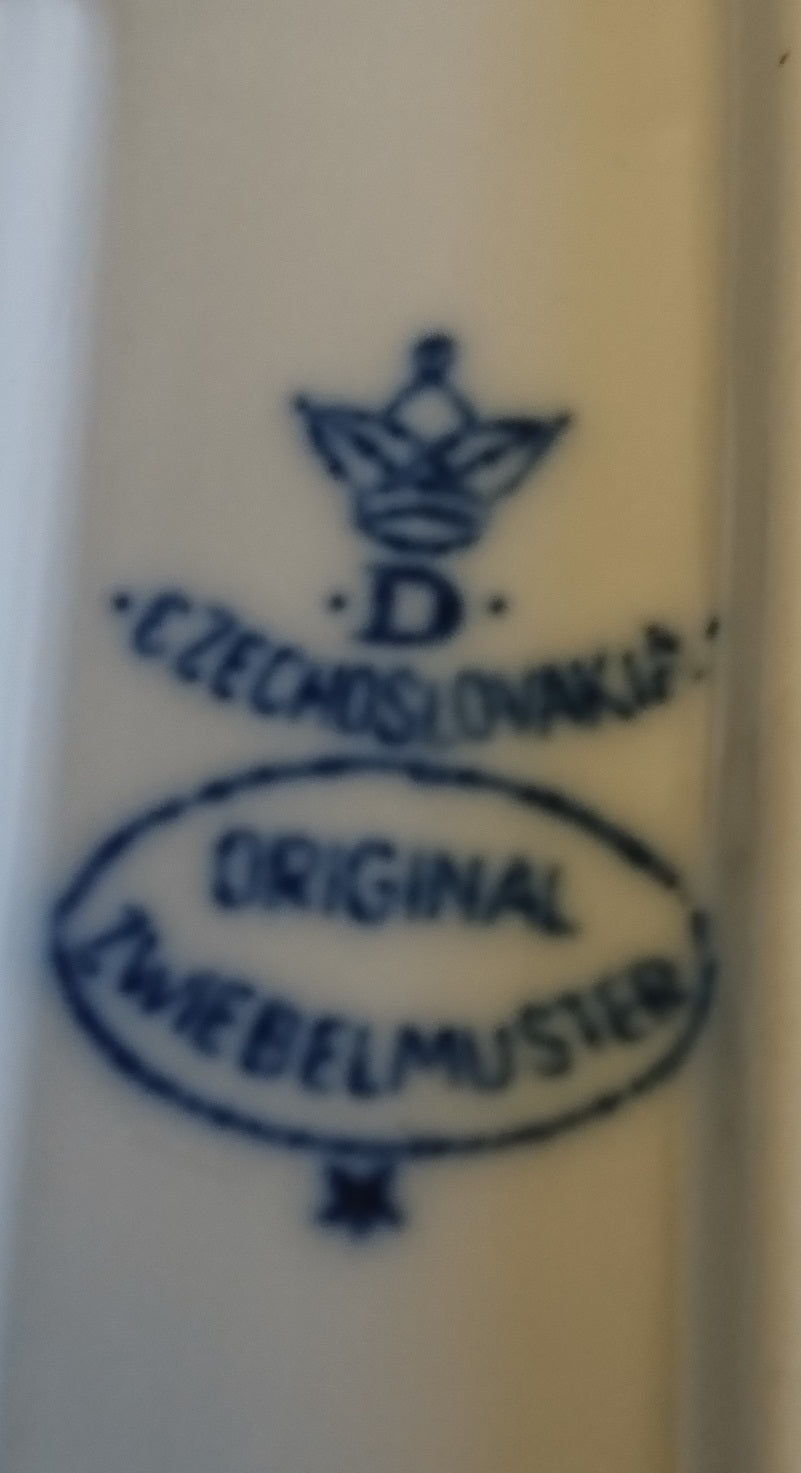 ·D·
·CZECHOSLOVAKIA·
ORIGINAL
ZWIEBELMUSTER